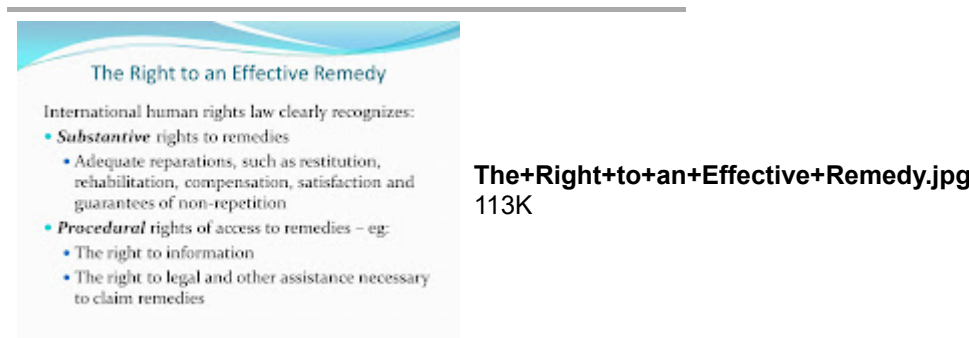 The Right to an Effective Remedy
International human rights law clearly recognizes:
• Substantive rights to remedies
• Adequate reparations, such as restitution,
rehabilitation, compensation, satisfaction and
guarantees of non-repetition
• Procedural rights of access to remedies – eg:
• The right to information
• The right to legal and other assistance necessary
to claim remedies
The+Right+to+an+Effective+Remedy.jpg
113K